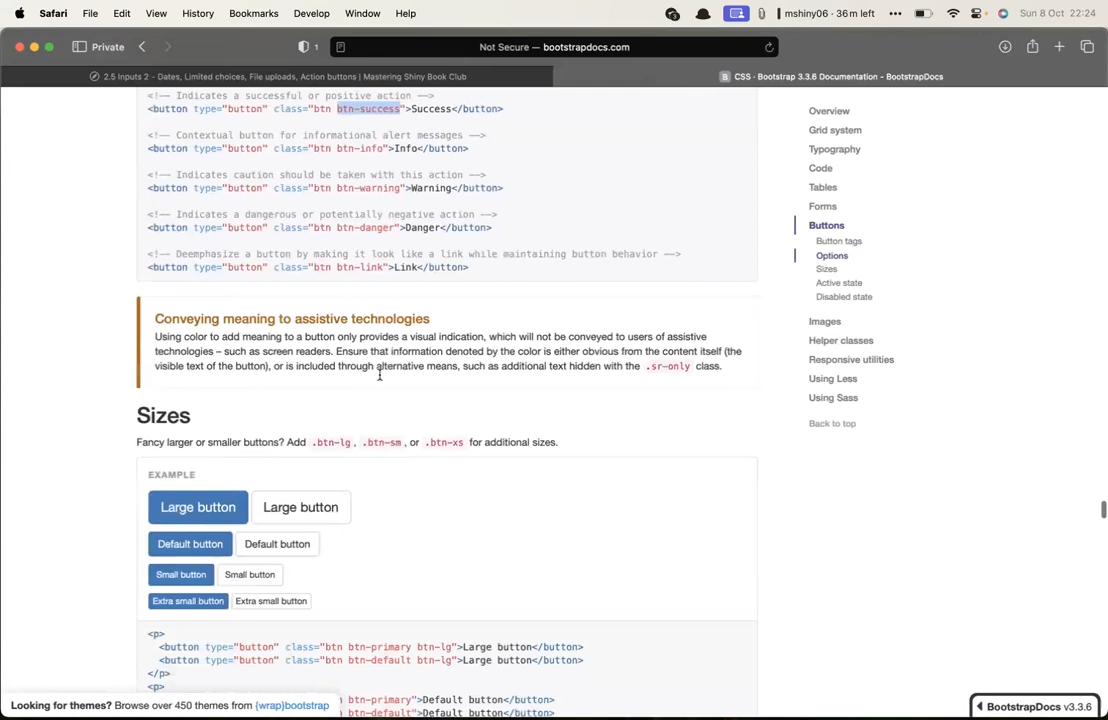 Safari File Edit View History Bookmarks Develop Window Help mshiny06 · 36 m left Sun 8 Oct 22:24
Private 1 Not Secure — bootstrapdocs.com
2.5 Inputs 2 - Dates, Limited choices, File uploads, Action buttons | Mastering Shiny Book Club
CSS · Bootstrap 3.3.6 Documentation - BootstrapDocs
<!-- Indicates a successful or positive action -->
<button type="button" class="btn btn-success">Success</button>
<!-- Contextual button for informational alert messages -->
<button type="button" class="btn btn-info">Info</button>
<!-- Indicates caution should be taken with this action -->
<button type="button" class="btn btn-warning">Warning</button>
<!-- Indicates a dangerous or potentially negative action -->
<button type="button" class="btn btn-danger">Danger</button>
<!-- Deemphasize a button by making it look like a link while maintaining button behavior -->
<button type="button" class="btn btn-link">Link</button>
Conveying meaning to assistive technologies
Using color to add meaning to a button only provides a visual indication, which will not be conveyed to users of assistive
technologies – such as screen readers. Ensure that information denoted by the color is either obvious from the content itself (the
visible text of the button), or is included through alternative means, such as additional text hidden with the .sr-only class.
Sizes
Fancy larger or smaller buttons? Add .btn-lg, .btn-sm, or .btn-xs for additional sizes.
EXAMPLE
Large button Large button
Default button Default button
Small button Small button
Extra small button Extra small button
<p>
<button type="button" class="btn btn-primary btn-lg">Large button</button>
<button type="button" class="btn btn-default btn-lg">Large button</button>
</p>
<p>
btn-primary">Default button</button>
btn-default">Default button</button>
Overview
Grid system
Typography
Code
Tables
Forms
Buttons
Button tags
Options
Sizes
Active state
Disabled state
Images
Helper classes
Responsive utilities
Using Less
Using Sass
Back to top
Looking for themes? Browse over 450 themes from {wrap}bootstrap
BootstrapDocs v3.3.6